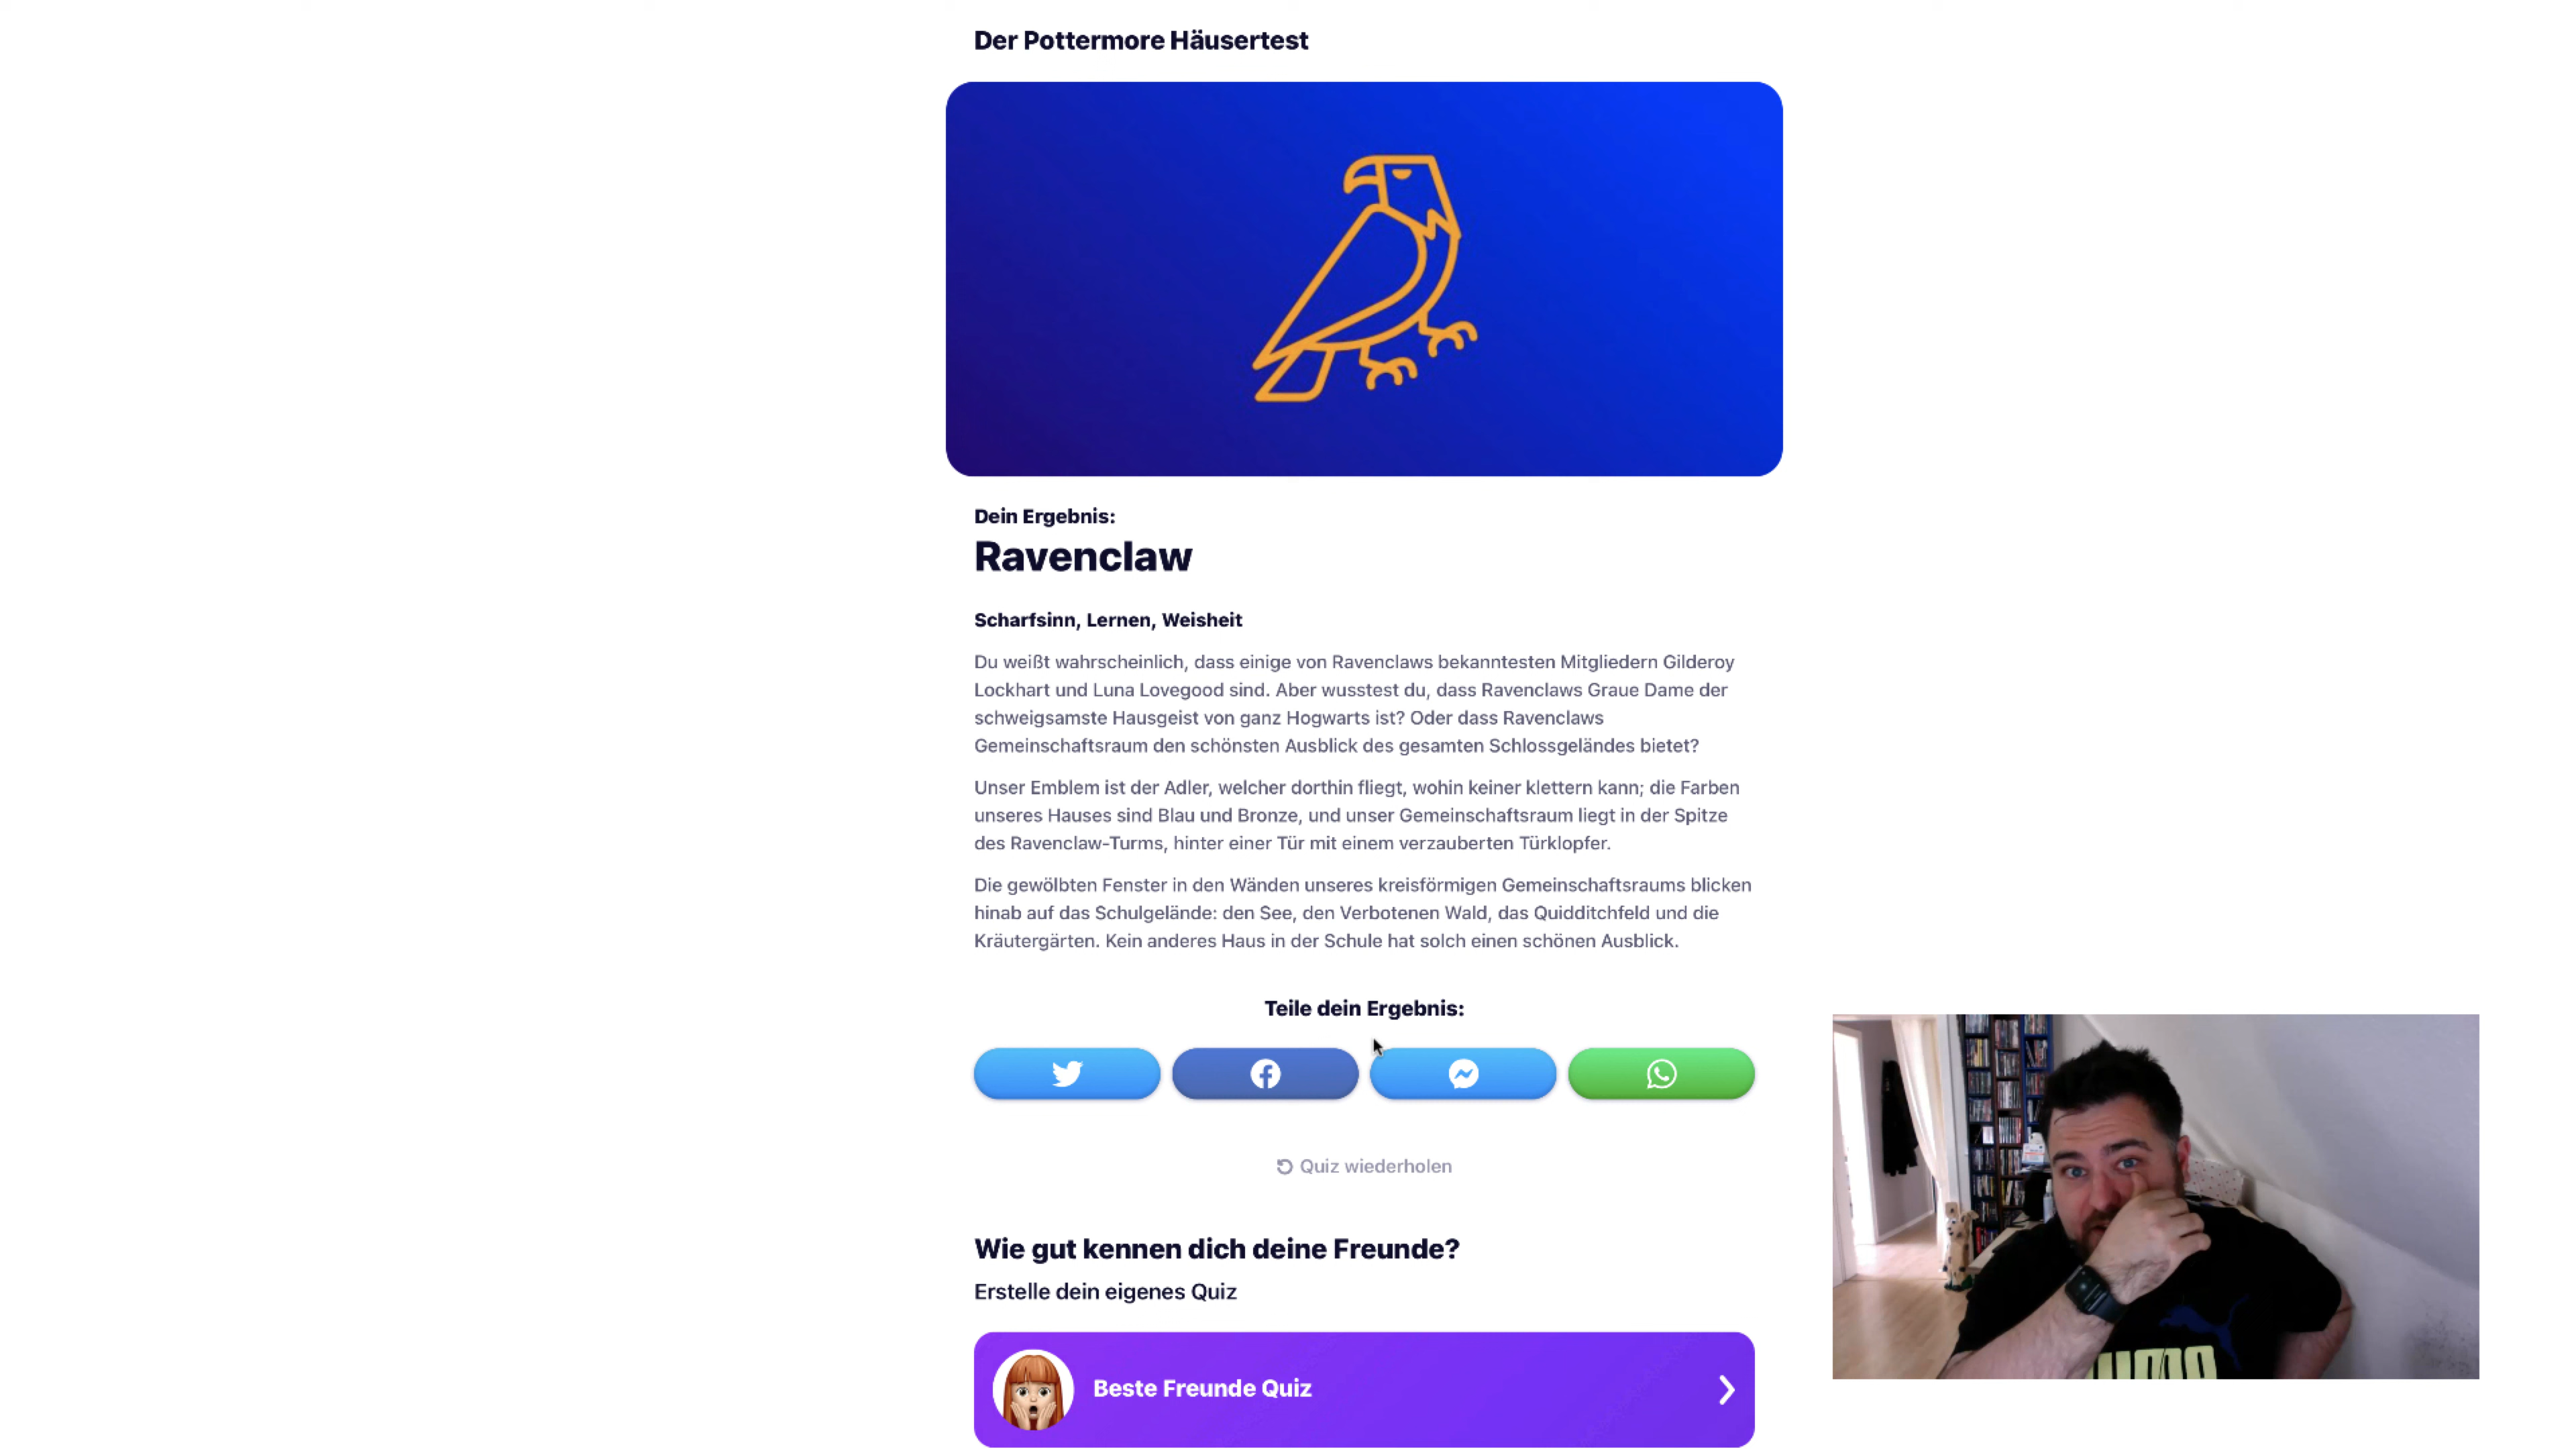 Der Pottermore Häusertest
Dein Ergebnis:
Ravenclaw
Scharfsinn, Lernen, Weisheit
Du weißt wahrscheinlich, dass einige von Ravenclaws bekanntesten Mitgliedern Gilderoy
Lockhart und Luna Lovegood sind. Aber wusstest du, dass Ravenclaws Graue Dame der
schweigsamste Hausgeist von ganz Hogwarts ist? Oder dass Ravenclaws
Gemeinschaftsraum den schönsten Ausblick des gesamten Schlossgeländes bietet?
Unser Emblem ist der Adler, welcher dorthin fliegt, wohin keiner klettern kann; die Farben
unseres Hauses sind Blau und Bronze, und unser Gemeinschaftsraum liegt in der Spitze
des Ravenclaw-Turms, hinter einer Tür mit einem verzauberten Türklopfer.
Die gewölbten Fenster in den Wänden unseres kreisförmigen Gemeinschaftsraums blicken
hinab auf das Schulgelände: den See, den Verbotenen Wald, das Quidditchfeld und die
Kräutergärten. Kein anderes Haus in der Schule hat solch einen schönen Ausblick.
Teile dein Ergebnis:
Quiz wiederholen
Wie gut kennen dich deine Freunde?
Erstelle dein eigenes Quiz
Beste Freunde Quiz